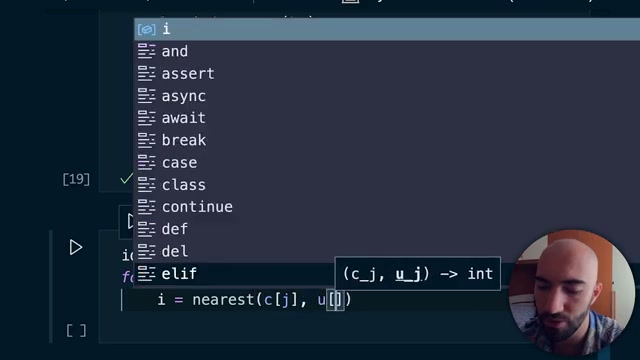 i
and
assert
async
await
break
case
class
continue
def
del
elif
[19]
(c_j, u_j) -> int
i = nearest(c[j], u[])
[ ]